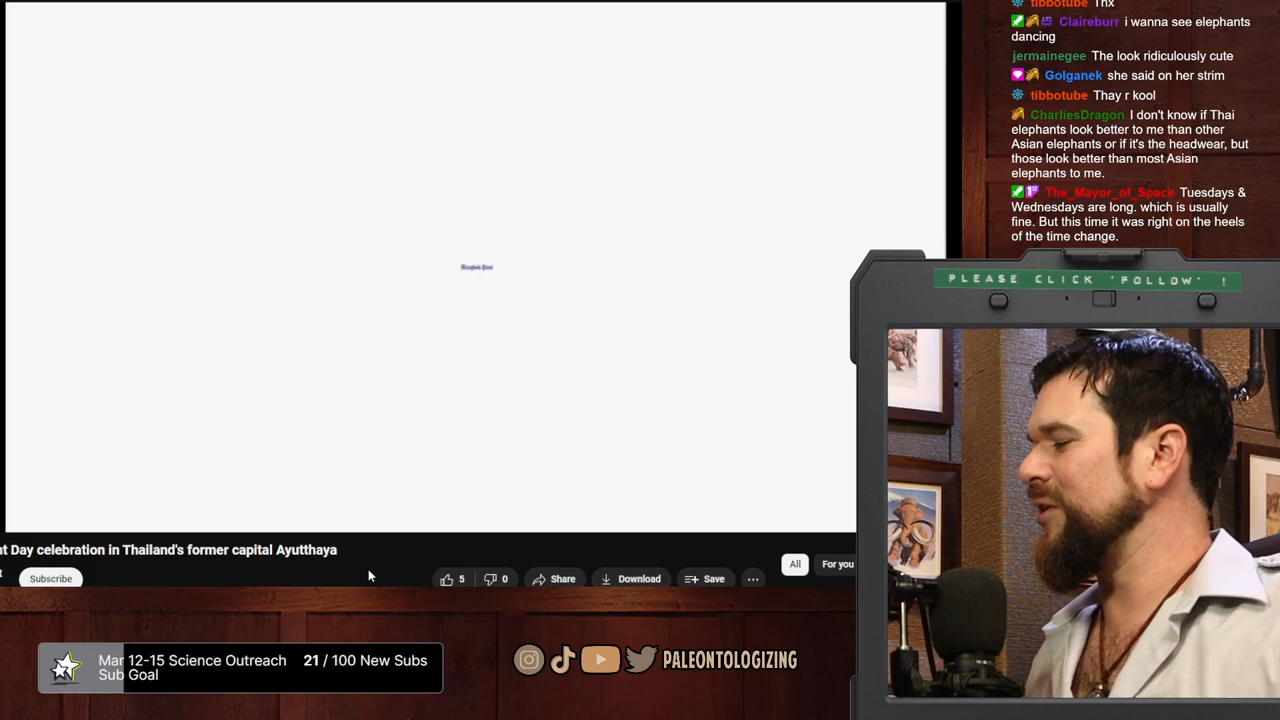 tibbotube Thx
Claireburr i wanna see elephants
dancing
jermainegee The look ridiculously cute
Golganek she said on her strim
tibbotube Thay r kool
CharliesDragon I don't know if Thai
elephants look better to me than other
Asian elephants or if it's the headwear, but
those look better than most Asian
elephants to me.
The_Mayor_of_Space Tuesdays &
Wednesdays are long. which is usually
fine. But this time it was right on the heels
of the time change.
PLEASE CLICK 'FOLLOW' !
Bangkok Post
nt Day celebration in Thailand's former capital Ayutthaya
Subscribe
5
0
Share
Download
Save
All
For you
Mar 12-15 Science Outreach 21 / 100 New Subs
Sub Goal
PALEONTOLOGIZING